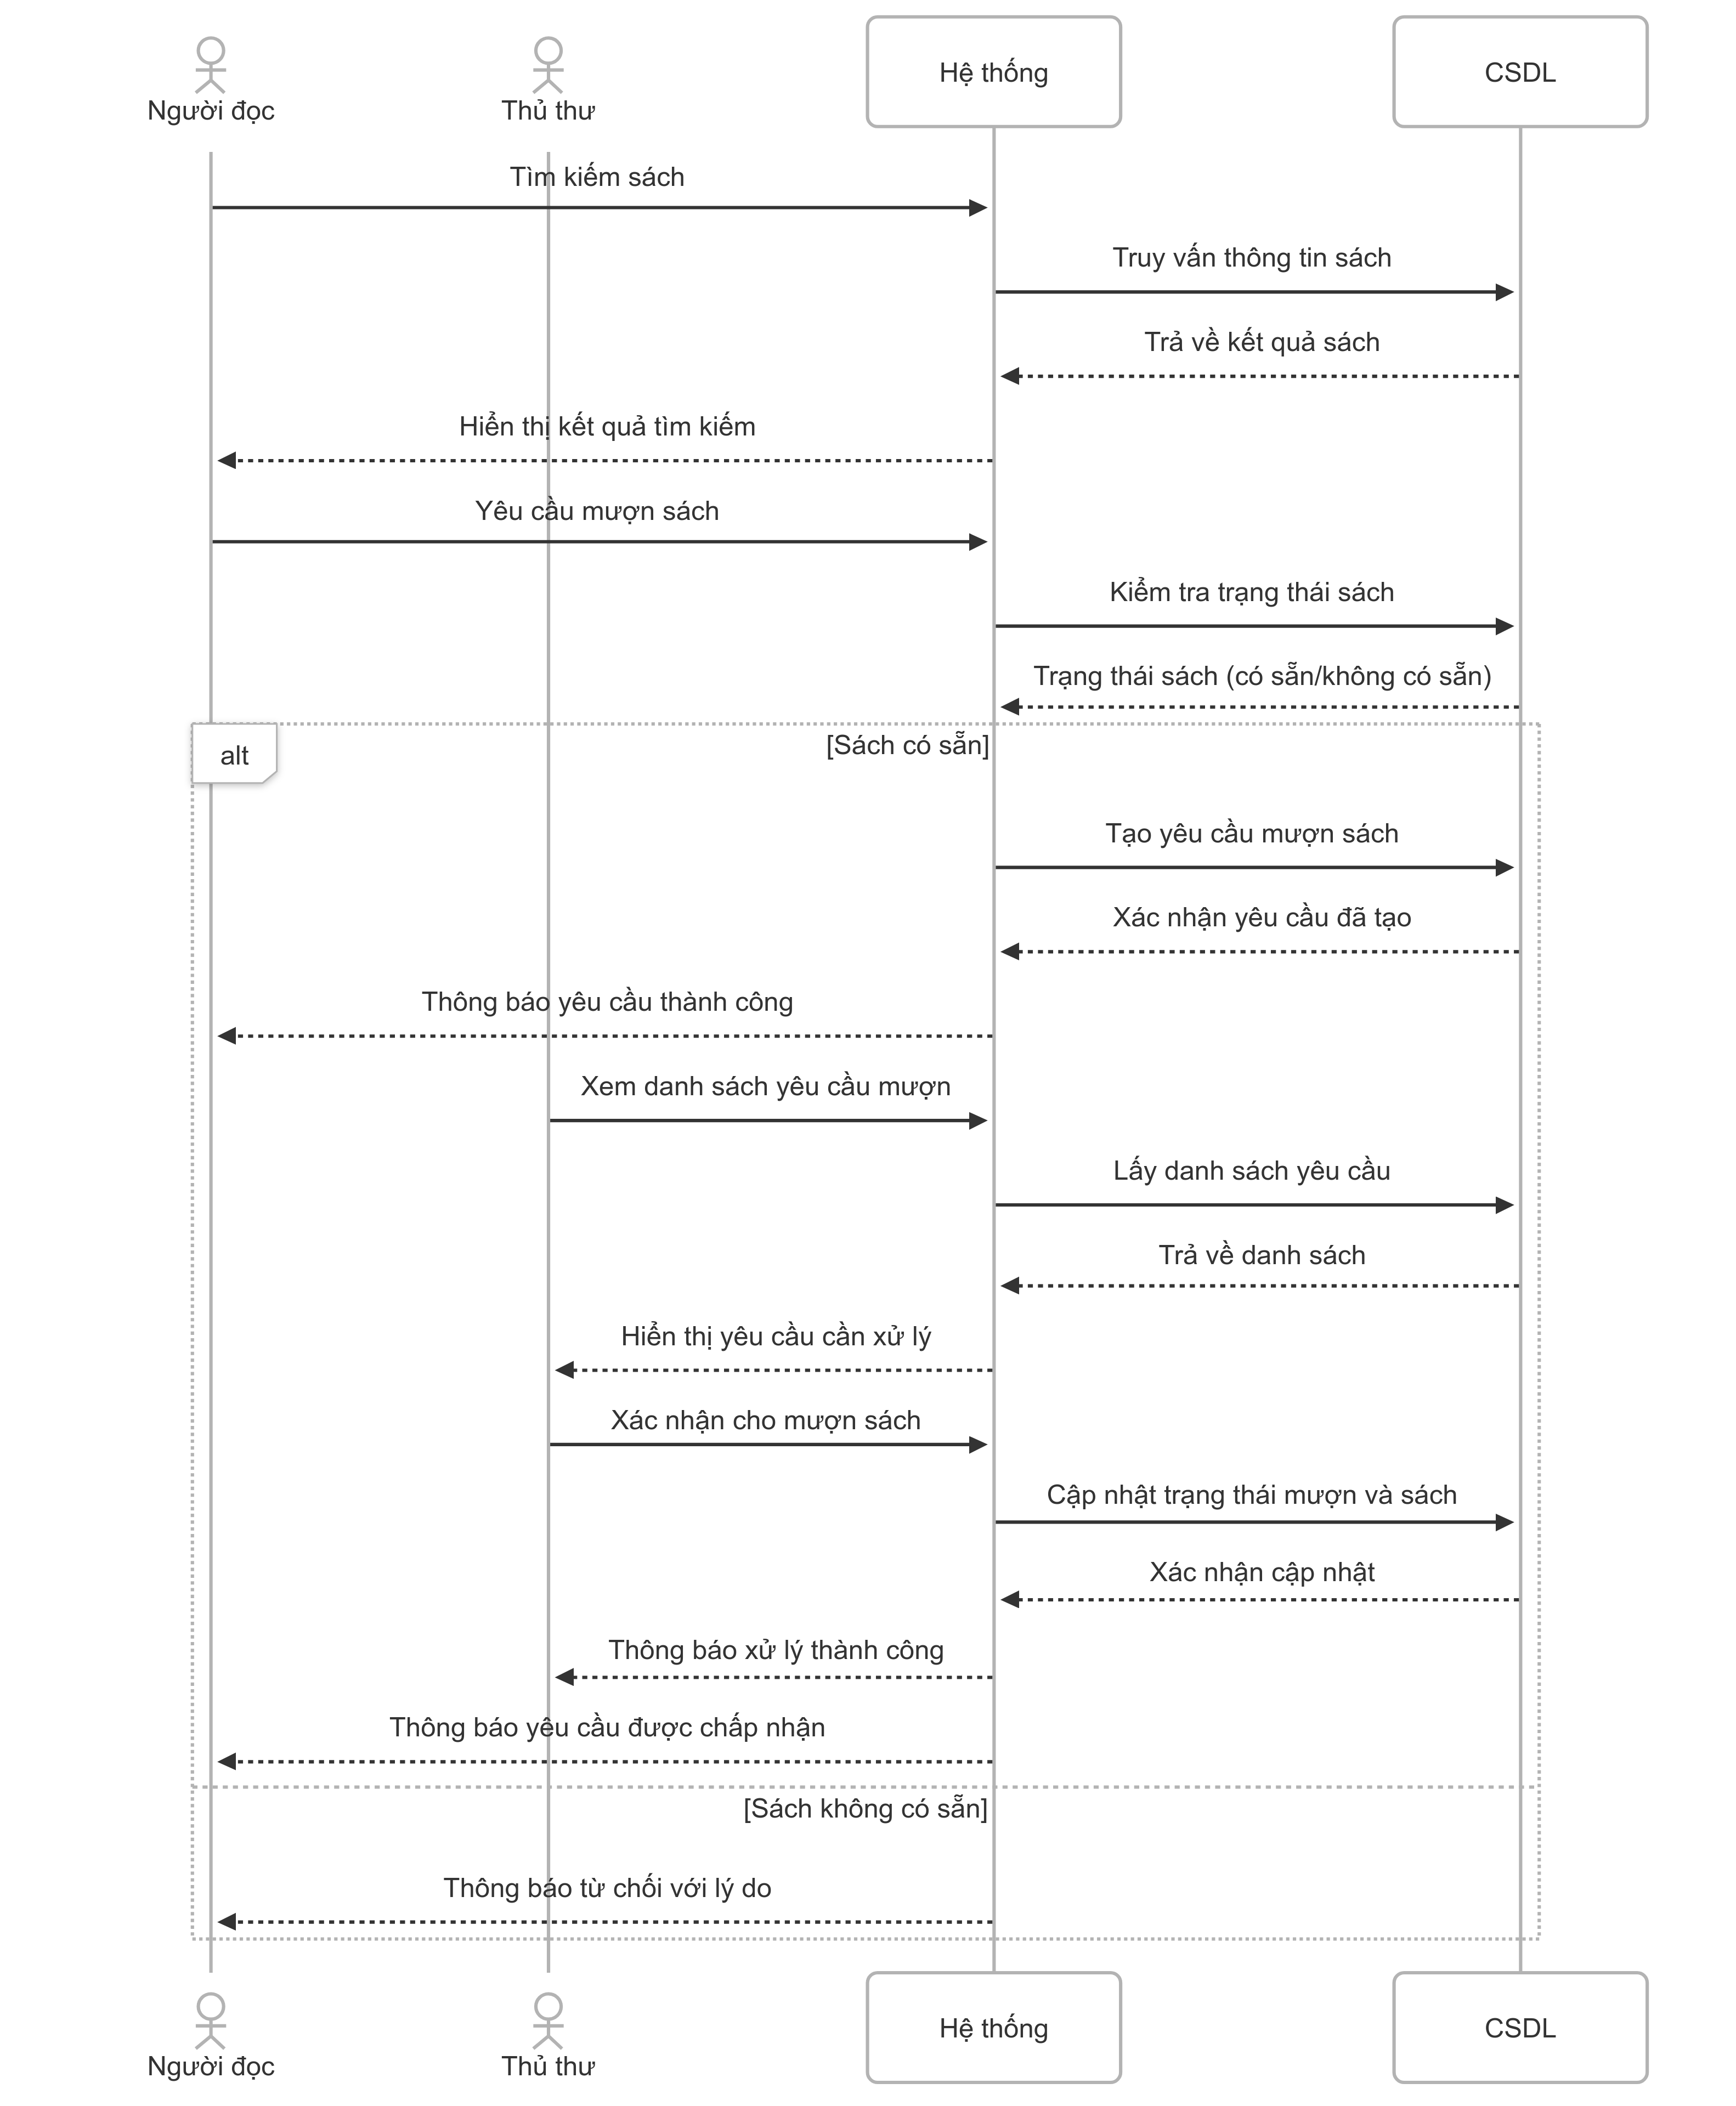 Người đọc
Thủ thư
Hệ thống
CSDL
Tìm kiếm sách
Truy vấn thông tin sách
Trả về kết quả sách
Hiển thị kết quả tìm kiếm
Yêu cầu mượn sách
Kiểm tra trạng thái sách
Trạng thái sách (có sẵn/không có sẵn)
alt
[Sách có sẵn]
Tạo yêu cầu mượn sách
Xác nhận yêu cầu đã tạo
Thông báo yêu cầu thành công
Xem danh sách yêu cầu mượn
Lấy danh sách yêu cầu
Trả về danh sách
Hiển thị yêu cầu cần xử lý
Xác nhận cho mượn sách
Cập nhật trạng thái mượn và sách
Xác nhận cập nhật
Thông báo xử lý thành công
Thông báo yêu cầu được chấp nhận
[Sách không có sẵn]
Thông báo từ chối với lý do
Người đọc
Thủ thư
Hệ thống
CSDL